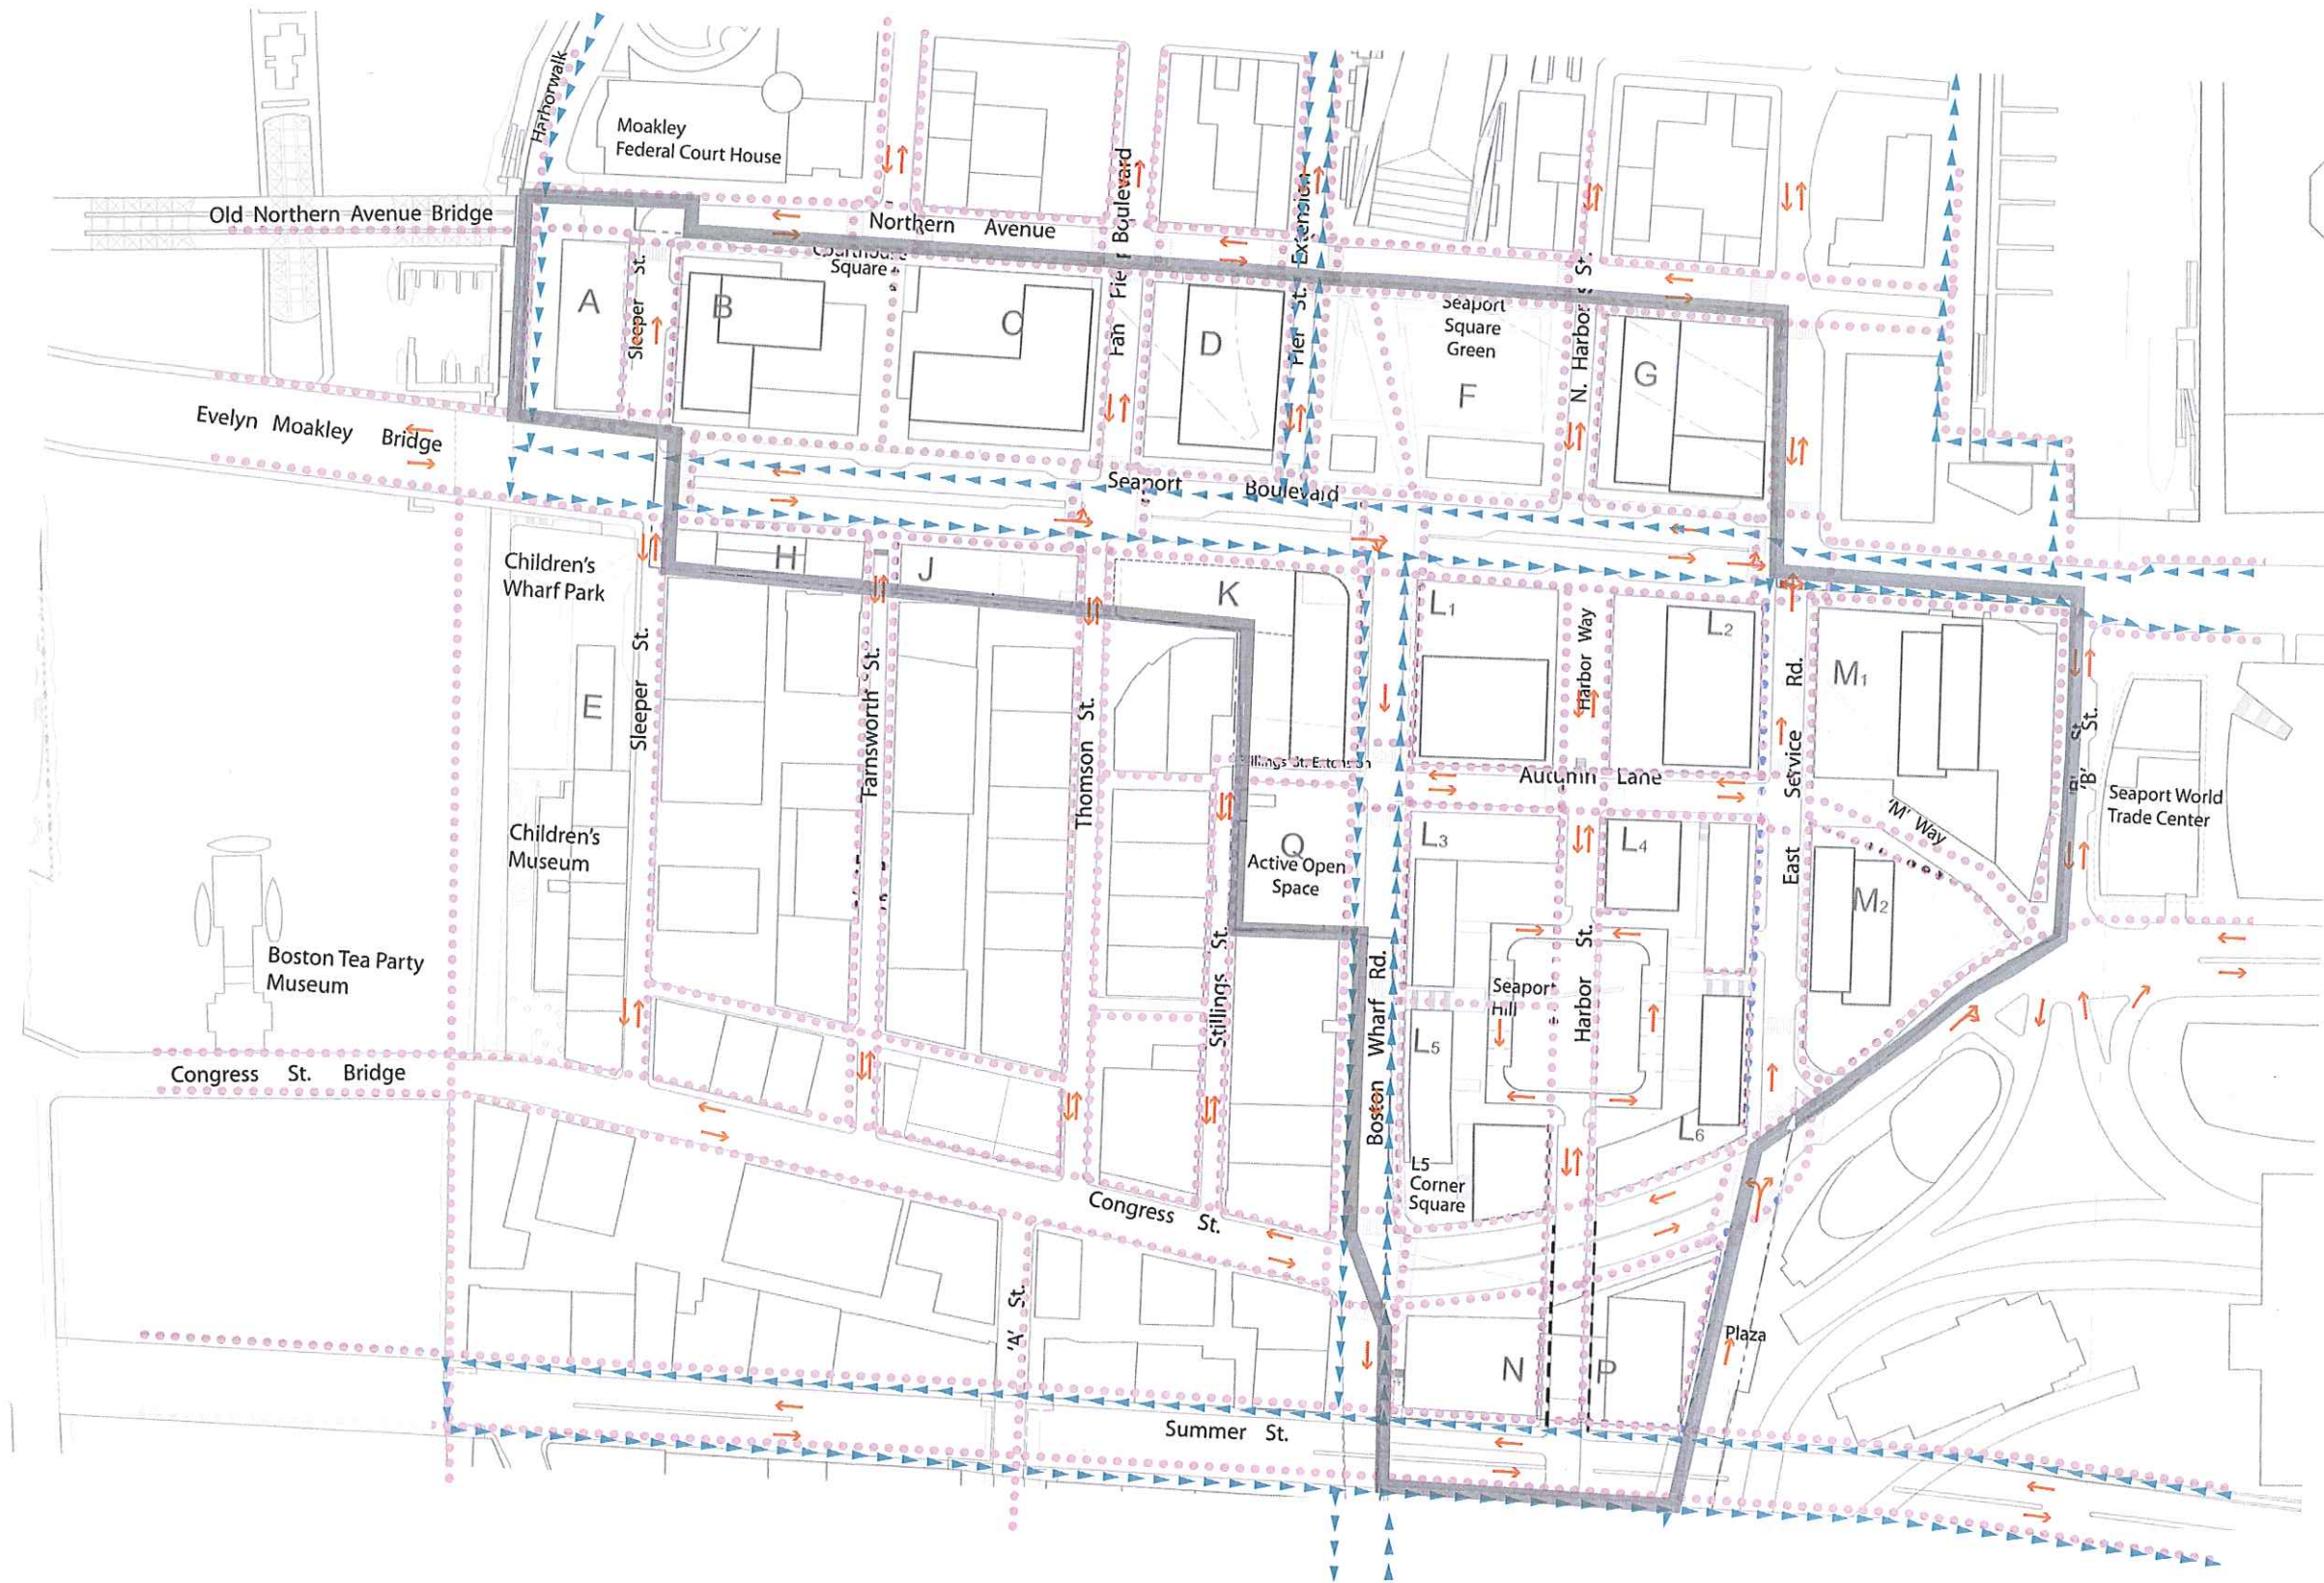 Harborwalk
Moakley
Federal Court House
Old Northern Avenue Bridge
Northern Avenue
Fan Pie Boulevard
Pier St. Extension
N. Harbor S St.
Square
A
Sleeper St.
B
C
D
Seaport
Square
Green
F
G
Evelyn Moakley Bridge
Seaport Boulevard
Children's
Wharf Park
H
J
K
L1
Harbor Way
L2
East Service Rd.
M1
'B' St.
E
Sleeper St.
Farnsworth St.
Thomson St.
Autumn Lane
'M' Way
Seaport World
Trade Center
Children's
Museum
Q
Active Open
Space
L3
L4
M2
Boston Tea Party
Museum
Stillings St.
Boston Wharf Rd.
Seaport
Hill
Harbor St.
L5
Congress St. Bridge
L6
L5
Corner
Square
Congress St.
'A' St.
Plaza
N
P
Summer St.